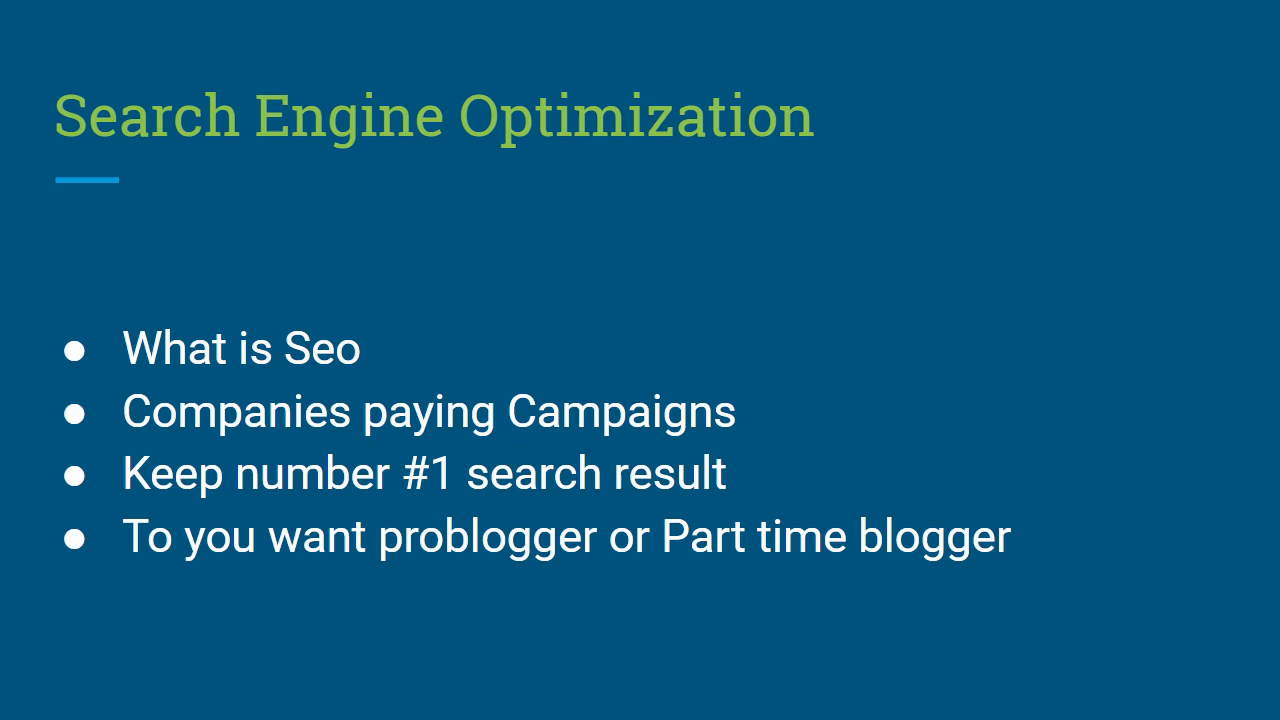 Search Engine Optimization
● What is Seo
● Companies paying Campaigns
● Keep number #1 search result
● To you want problogger or Part time blogger